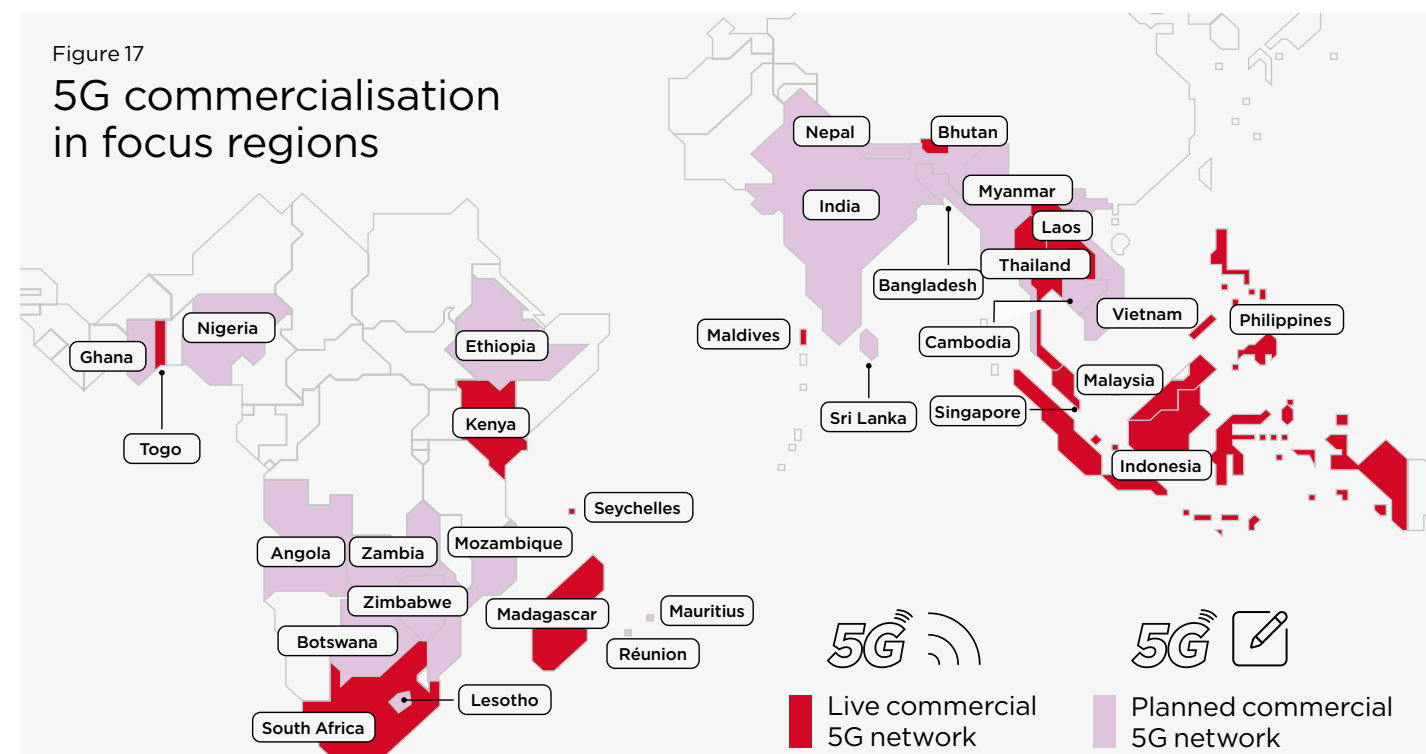 Figure 17
5G commercialisation
in focus regions
Nepal
Bhutan
India
Myanmar
Laos
Thailand
Bangladesh
Maldives
Cambodia
Vietnam
Philippines
Sri Lanka
Singapore
Malaysia
Indonesia
Ghana
Nigeria
Ethiopia
Togo
Kenya
Seychelles
Angola
Zambia
Mozambique
Zimbabwe
Madagascar
Mauritius
Botswana
Réunion
Lesotho
South Africa
5G
Live commercial
5G network
5G
Planned commercial
5G network